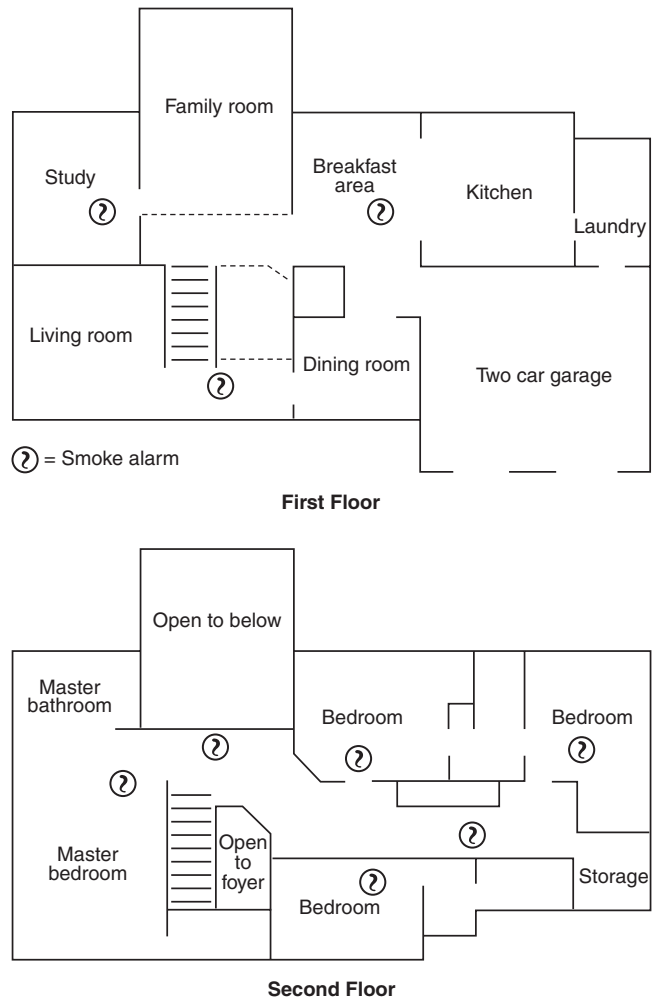 Family room
Study
Breakfast
area
Kitchen
Laundry
Living room
Dining room
Two car garage
= Smoke alarm
First Floor
Open to below
Master
bathroom
Bedroom
Bedroom
Master
bedroom
Open
to
foyer
Bedroom
Storage
Second Floor